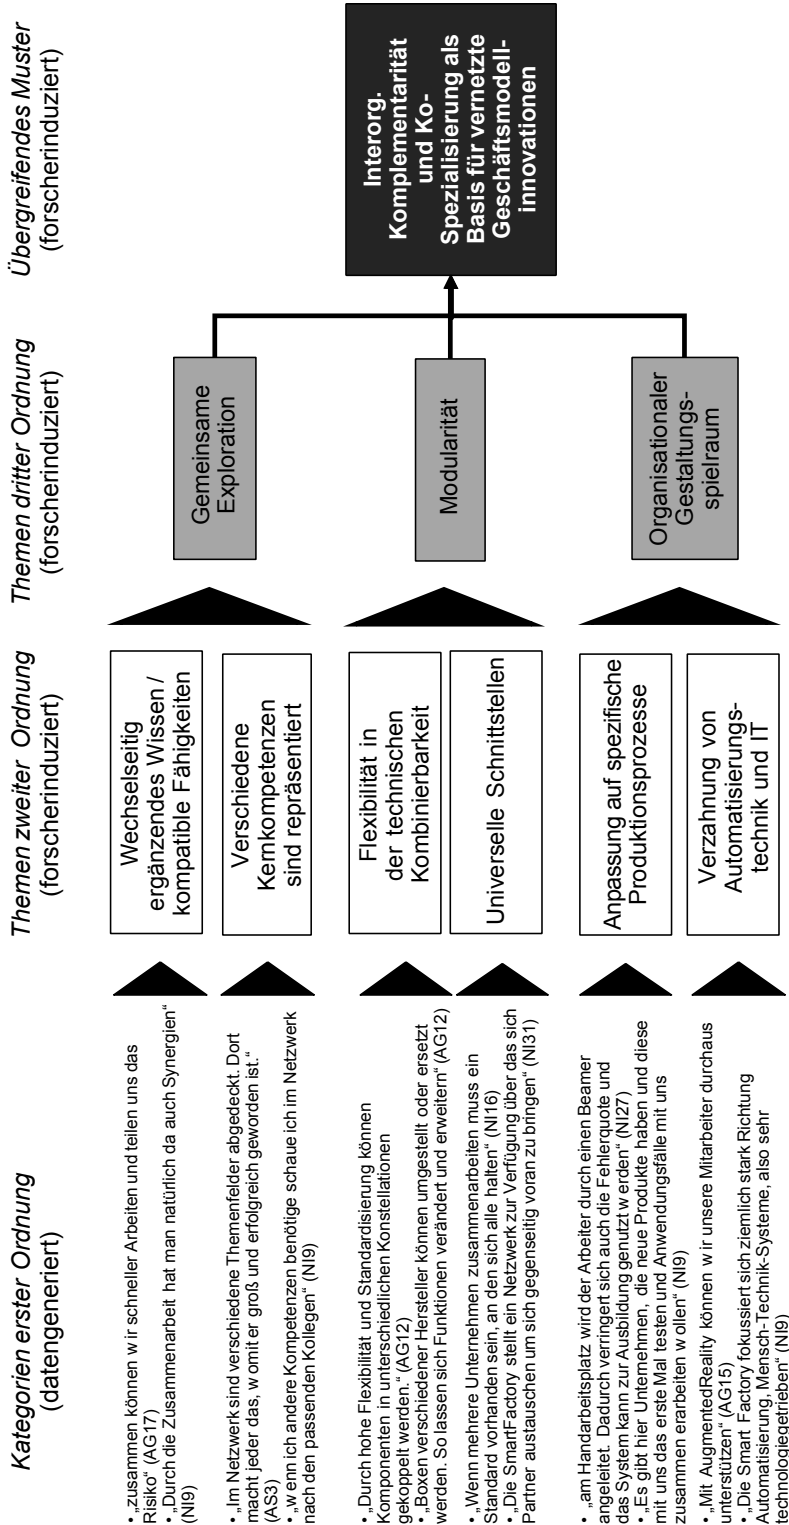 Kategorien erster Ordnung
(datengeneriert)
Themen zweiter Ordnung
(forscherinduziert)
Themen dritter Ordnung
(forscherinduziert)
Übergreifendes Muster
(forscherinduziert)
• „zusammen können wir schneller Arbeiten und teilen uns das
Risiko“ (AG17)
• „Durch die Zusammenarbeit hat man natürlich da auch Synergien“
(NI9)
• „Im Netzwerk sind verschiedene Themenfelder abgedeckt. Dort
macht jeder das, womit er groß und erfolgreich geworden ist.“
(AS3)
• „wenn ich andere Kompetenzen benötige schaue ich im Netzwerk
nach den passenden Kollegen“ (NI9)
• „Durch hohe Flexibilität und Standardisierung können
Komponenten in unterschiedlichen Konstellationen
gekoppelt werden.“ (AG12)
• „Boxen verschiedener Hersteller können umgestellt oder ersetzt
werden. So lassen sich Funktionen verändert und erweitern“ (AG12)
• „Wenn mehrere Unternehmen zusammenarbeiten muss ein
Standard vorhanden sein, an den sich alle halten“ (NI16)
• „Die SmartFactory stellt ein Netzwerk zur Verfügung über das sich
Partner austauschen um sich gegenseitig voran zu bringen“ (NI31)
• „am Handarbeitsplatz wird der Arbeiter durch einen Beamer
angeleitet. Dadurch verringert sich auch die Fehlerquote und
das System kann zur Ausbildung genutzt werden“ (NI27)
• „Es gibt hier Unternehmen, die neue Produkte haben und diese
mit uns das erste Mal testen und Anwendungsfälle mit uns
zusammen erarbeiten wollen“ (NI9)
• „Mit AugmentedReality können wir unsere Mitarbeiter durchaus
unterstützen“ (AG15)
• „Die Smart Factory fokussiert sich ziemlich stark Richtung
Automatisierung, Mensch-Technik-Systeme, also sehr
technologiegetrieben“ (NI9)
Wechselseitig
ergänzendes Wissen /
kompatible Fähigkeiten
Verschiedene
Kernkompetenzen
sind repräsentiert
Flexibilität in
der technischen
Kombinierbarkeit
Universelle Schnittstellen
Anpassung auf spezifische
Produktionsprozesse
Verzahnung von
Automatisierungs-
technik und IT
Gemeinsame
Exploration
Modularität
Organisationaler
Gestaltungs-
spielraum
Interorg.
Komplementarität
und Ko-
Spezialisierung als
Basis für vernetzte
Geschäftsmodell-
innovationen